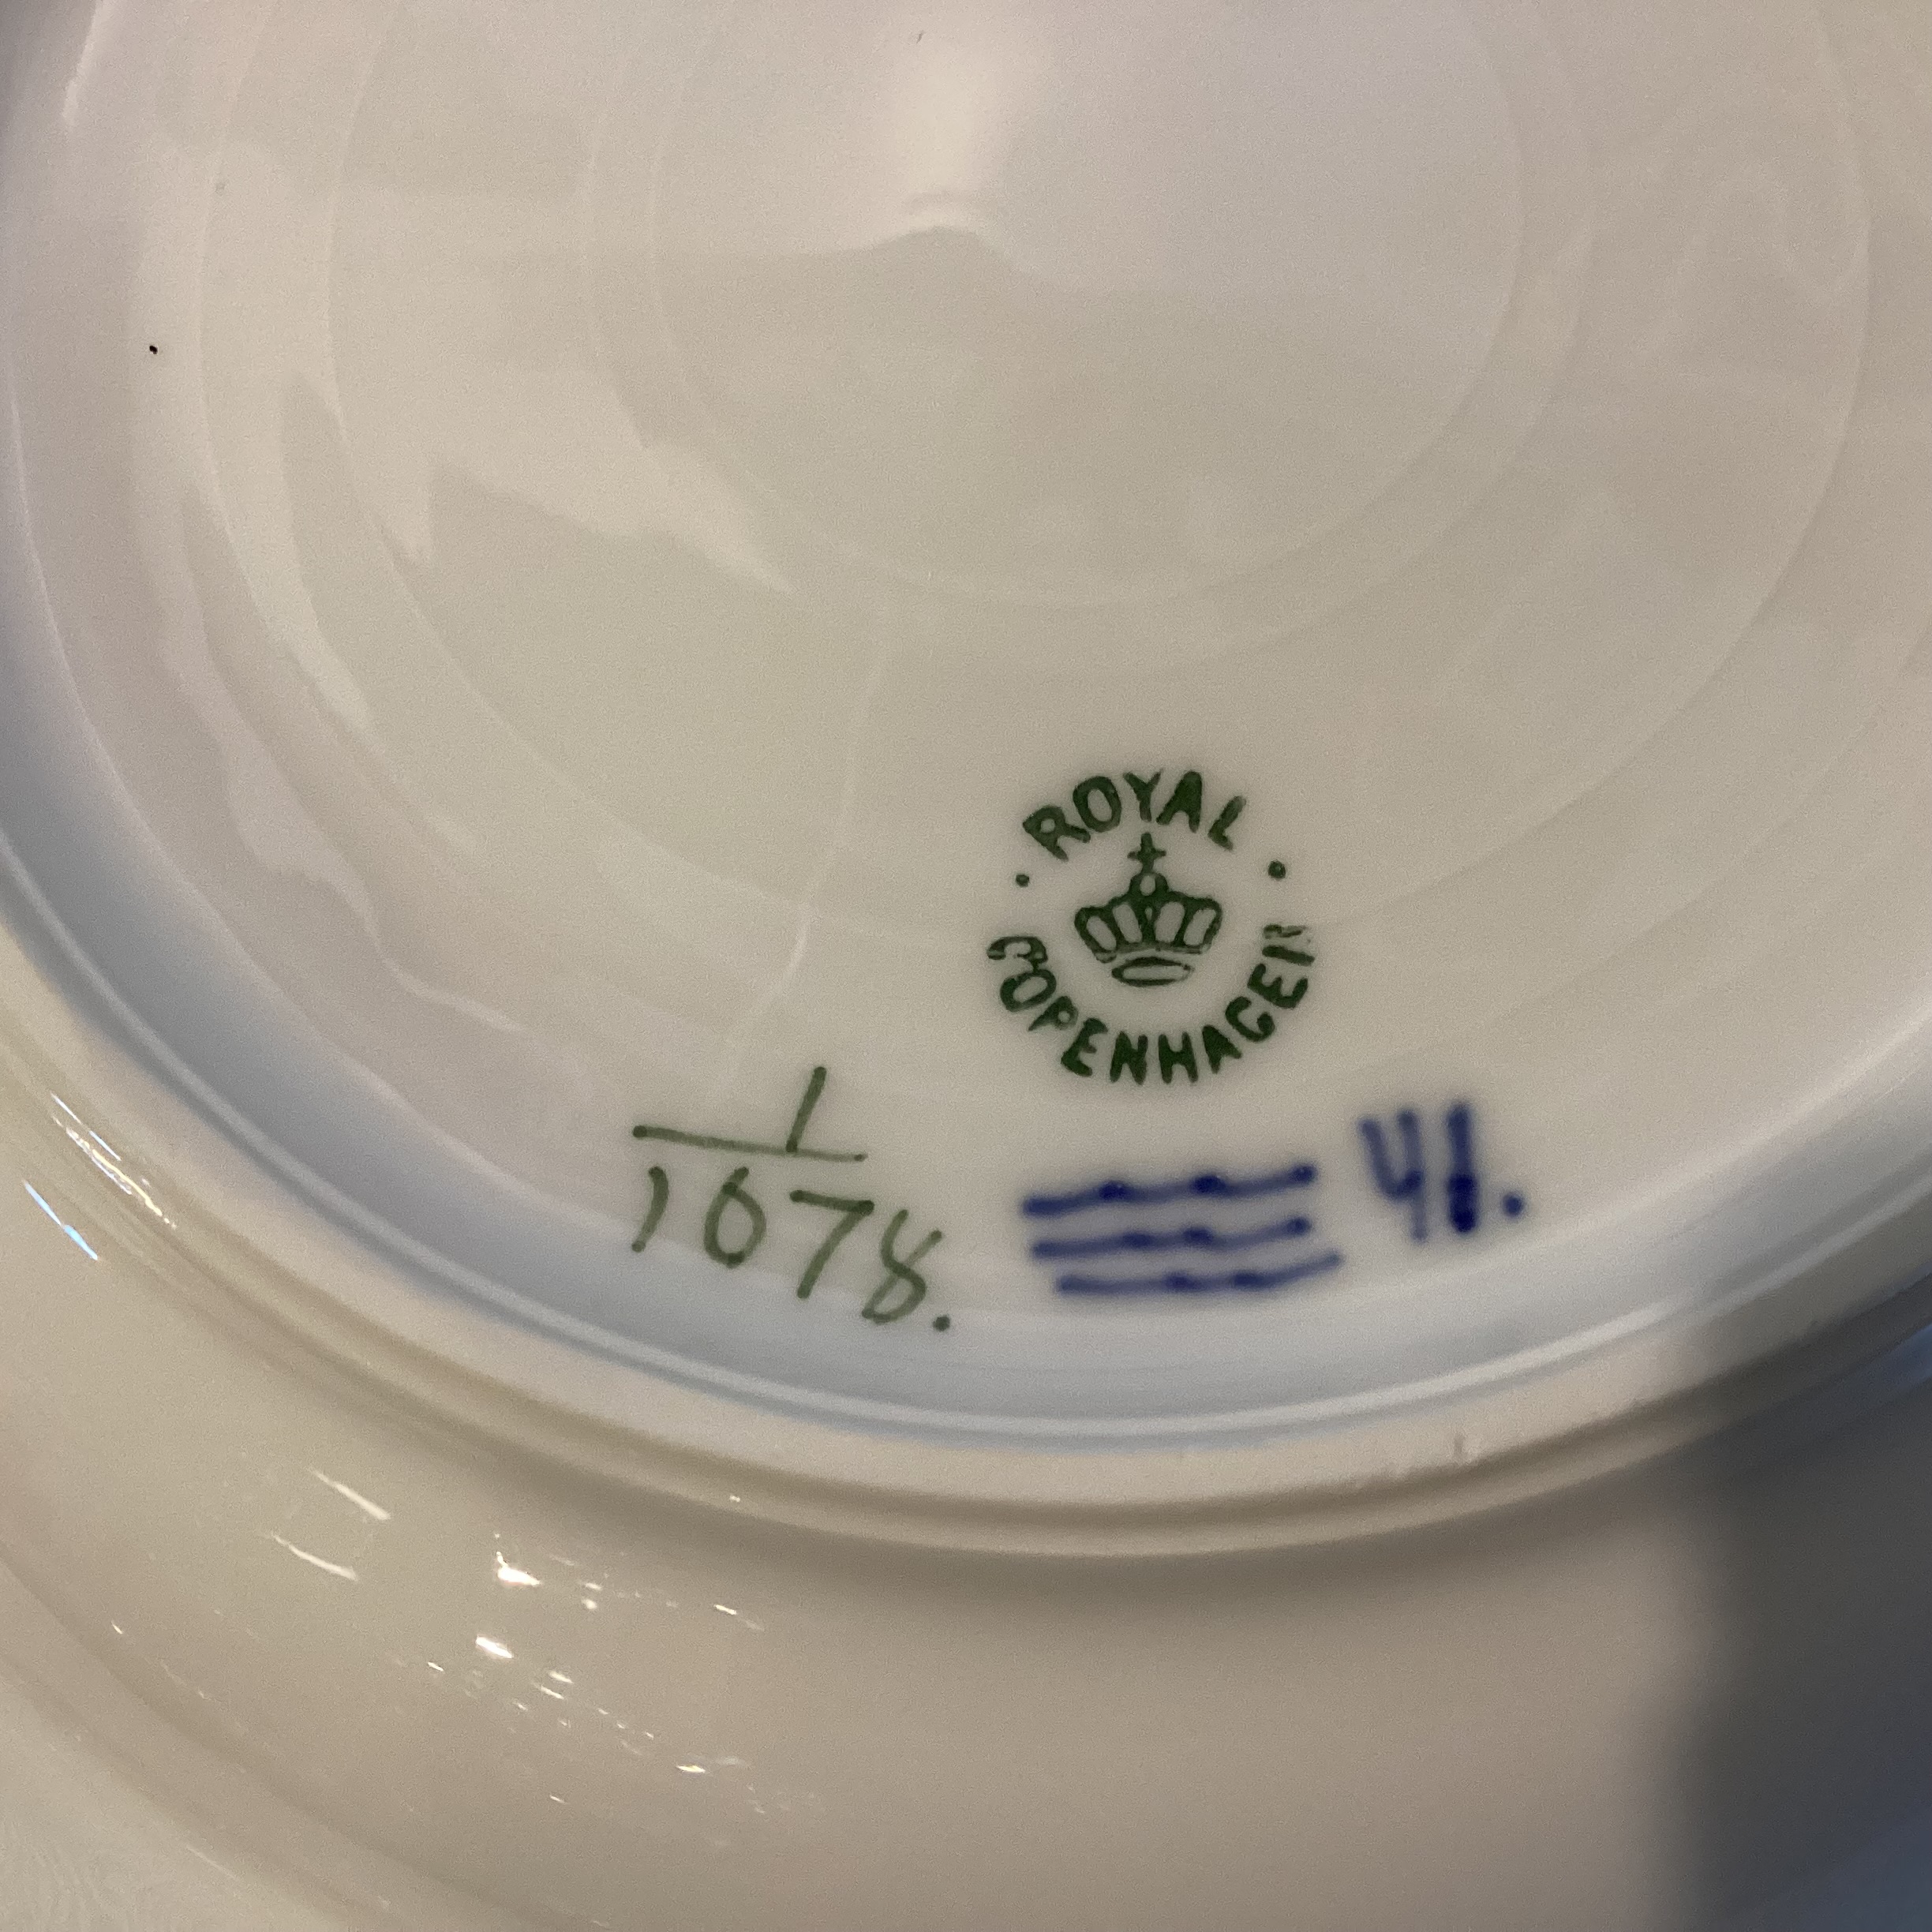 ROYAL
COPENHAGEN
1
1078.
41.